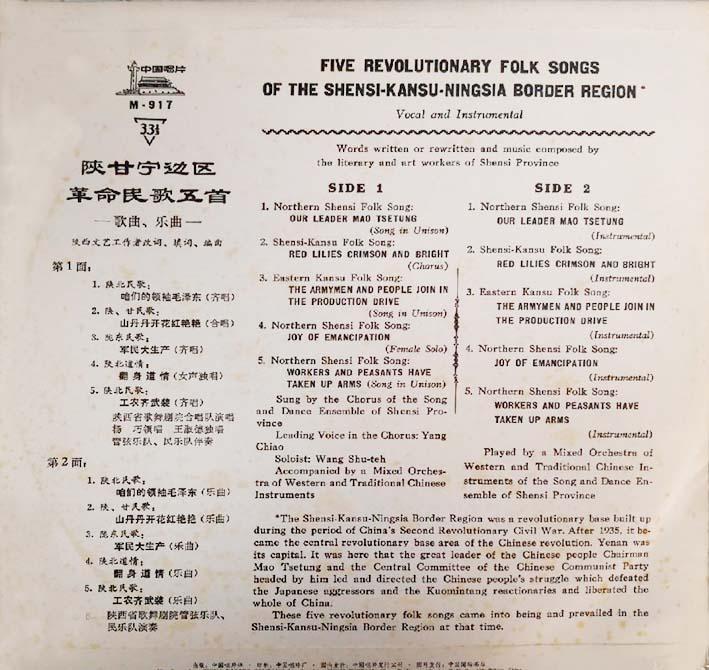 中国唱片
M-917
33⅓
陕甘宁边区
革命民歌五首
—歌曲、乐曲—
陕西文艺工作者改词、填词、编曲
第1面:
1. 陕北民歌:
咱们的领袖毛泽东(齐唱)
2. 陕、甘民歌:
山丹丹开花红艳艳(合唱)
3. 陇东民歌:
军民大生产(齐唱)
4. 陕北道情:
翻身道情(女声独唱)
5. 陕北民歌:
工农齐武装(齐唱)
陕西省歌舞剧院合唱队演唱
杨 巧领唱 王淑德独唱
管弦乐队、民乐队伴奏
第2面:
1. 陕北民歌:
咱们的领袖毛泽东(乐曲)
2. 陕、甘民歌:
山丹丹开花红艳艳(乐曲)
3. 陇东民歌:
军民大生产(乐曲)
4. 陕北道情:
翻身道情(乐曲)
5. 陕北民歌:
工农齐武装(乐曲)
陕西省歌舞剧院管弦乐队、
民乐队演奏
FIVE REVOLUTIONARY FOLK SONGS
OF THE SHENSI-KANSU-NINGSIA BORDER REGION*
Vocal and Instrumental
Words written or rewritten and music composed by
the literary and art workers of Shensi Province
SIDE 1
1. Northern Shensi Folk Song:
OUR LEADER MAO TSETUNG
(Song in Unison)
2. Shensi-Kansu Folk Song:
RED LILIES CRIMSON AND BRIGHT
(Chorus)
3. Eastern Kansu Folk Song:
THE ARMYMEN AND PEOPLE JOIN IN
THE PRODUCTION DRIVE
(Song in Unison)
4. Northern Shensi Folk Song:
JOY OF EMANCIPATION
(Female Solo)
5. Northern Shensi Folk Song:
WORKERS AND PEASANTS HAVE
TAKEN UP ARMS (Song in Unison)
Sung by the Chorus of the Song
and Dance Ensemble of Shensi Pro-
vince
Leading Voice in the Chorus: Yang
Chiao
Soloist: Wang Shu-teh
Accompanied by a Mixed Orches-
tra of Western and Traditional Chinese
Instruments
SIDE 2
1. Northern Shensi Folk Song:
OUR LEADER MAO TSETUNG
(Instrumental)
2. Shensi-Kansu Folk Song:
RED LILIES CRIMSON AND BRIGHT
(Instrumental)
3. Eastern Kansu Folk Song:
THE ARMYMEN AND PEOPLE JOIN IN
THE PRODUCTION DRIVE
(Instrumental)
4. Northern Shensi Folk Song:
JOY OF EMANCIPATION
(Instrumental)
5. Northern Shensi Folk Song:
WORKERS AND PEASANTS HAVE
TAKEN UP ARMS
(Instrumental)
Played by a Mixed Orchestra of
Western and Traditional Chinese In-
struments of the Song and Dance En-
semble of Shensi Province
*The Shensi-Kansu-Ningsia Border Region was a revolutionary base built up
during the period of China's Second Revolutionary Civil War. After 1935, it be-
came the central revolutionary base area of the Chinese revolution. Yenan was
its capital. It was here that the great leader of the Chinese people Chairman
Mao Tsetung and the Central Committee of the Chinese Communist Party
headed by him led and directed the Chinese people's struggle which defeated
the Japanese aggressors and the Kuomintang reactionaries and liberated the
whole of China.
These five revolutionary folk songs came into being and prevailed in the
Shensi-Kansu-Ningsia Border Region at that time.